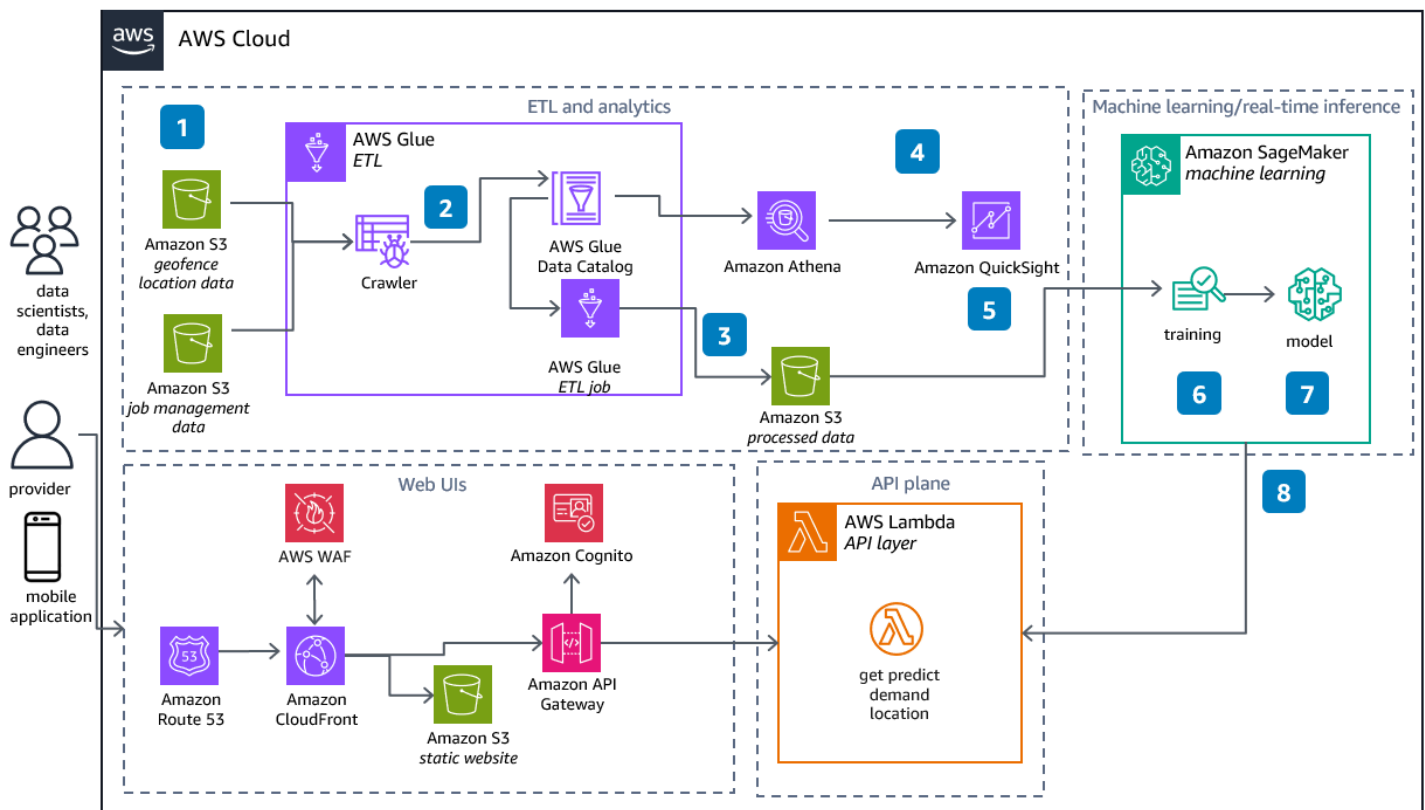 aws
AWS Cloud
ETL and analytics
Machine learning/real-time inference
1
AWS Glue
ETL
4
Amazon SageMaker
machine learning
2
Amazon S3
geofence
location data
Crawler
AWS Glue
Data Catalog
Amazon Athena
Amazon QuickSight
data
scientists,
data
engineers
3
5
training
model
Amazon S3
job management
data
AWS Glue
ETL job
Amazon S3
processed data
6
7
provider
Web UIs
API plane
8
AWS Lambda
API layer
AWS WAF
Amazon Cognito
mobile
application
53
Amazon
Route 53
Amazon
CloudFront
</>
Amazon API
Gateway
get predict
demand
location
Amazon S3
static website